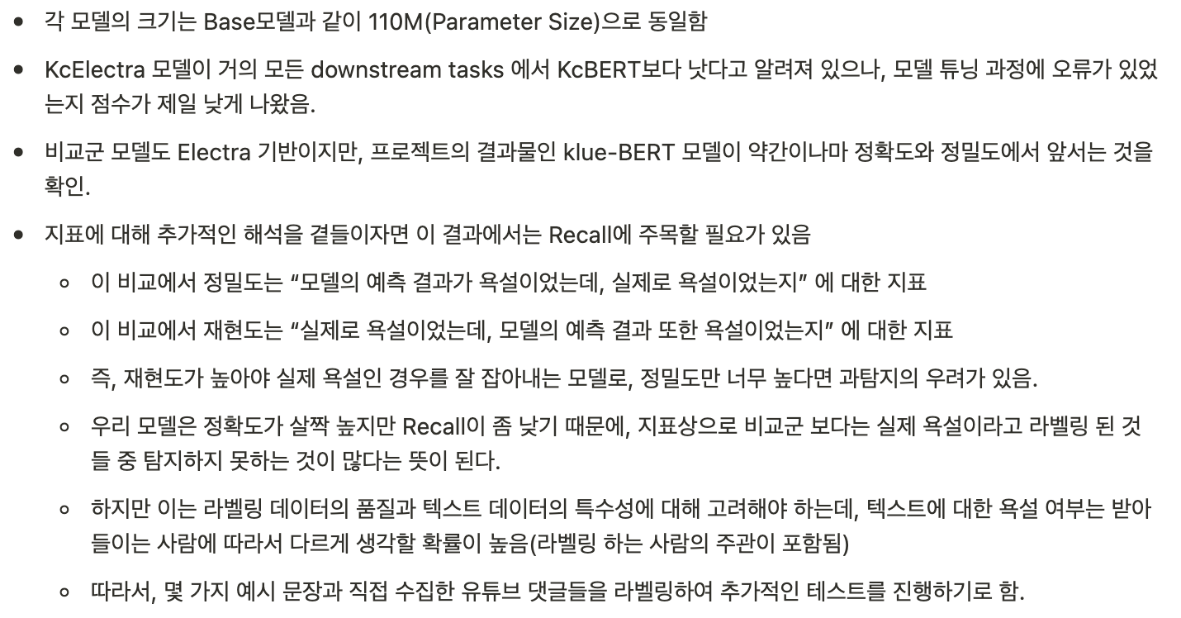 각 모델의 크기는 Base모델과 같이 110M(Parameter Size)으로 동일함
KcElectra 모델이 거의 모든 downstream tasks 에서 KcBERT보다 낫다고 알려져 있으나, 모델 튜닝 과정에 오류가 있었
는지 점수가 제일 낮게 나왔음.
비교군 모델도 Electra 기반이지만, 프로젝트의 결과물인 klue-BERT 모델이 약간이나마 정확도와 정밀도에서 앞서는 것을
확인.
지표에 대해 추가적인 해석을 곁들이자면 이 결과에서는 Recall에 주목할 필요가 있음
이 비교에서 정밀도는 “모델의 예측 결과가 욕설이었는데, 실제로 욕설이었는지” 에 대한 지표
이 비교에서 재현도는 “실제로 욕설이었는데, 모델의 예측 결과 또한 욕설이었는지” 에 대한 지표
즉, 재현도가 높아야 실제 욕설인 경우를 잘 잡아내는 모델로, 정밀도만 너무 높다면 과탐지의 우려가 있음.
우리 모델은 정확도가 살짝 높지만 Recall이 좀 낮기 때문에, 지표상으로 비교군 보다는 실제 욕설이라고 라벨링 된 것
들 중 탐지하지 못하는 것이 많다는 뜻이 된다.
하지만 이는 라벨링 데이터의 품질과 텍스트 데이터의 특수성에 대해 고려해야 하는데, 텍스트에 대한 욕설 여부는 받아
들이는 사람에 따라서 다르게 생각할 확률이 높음(라벨링 하는 사람의 주관이 포함됨)
따라서, 몇 가지 예시 문장과 직접 수집한 유튜브 댓글들을 라벨링하여 추가적인 테스트를 진행하기로 함.